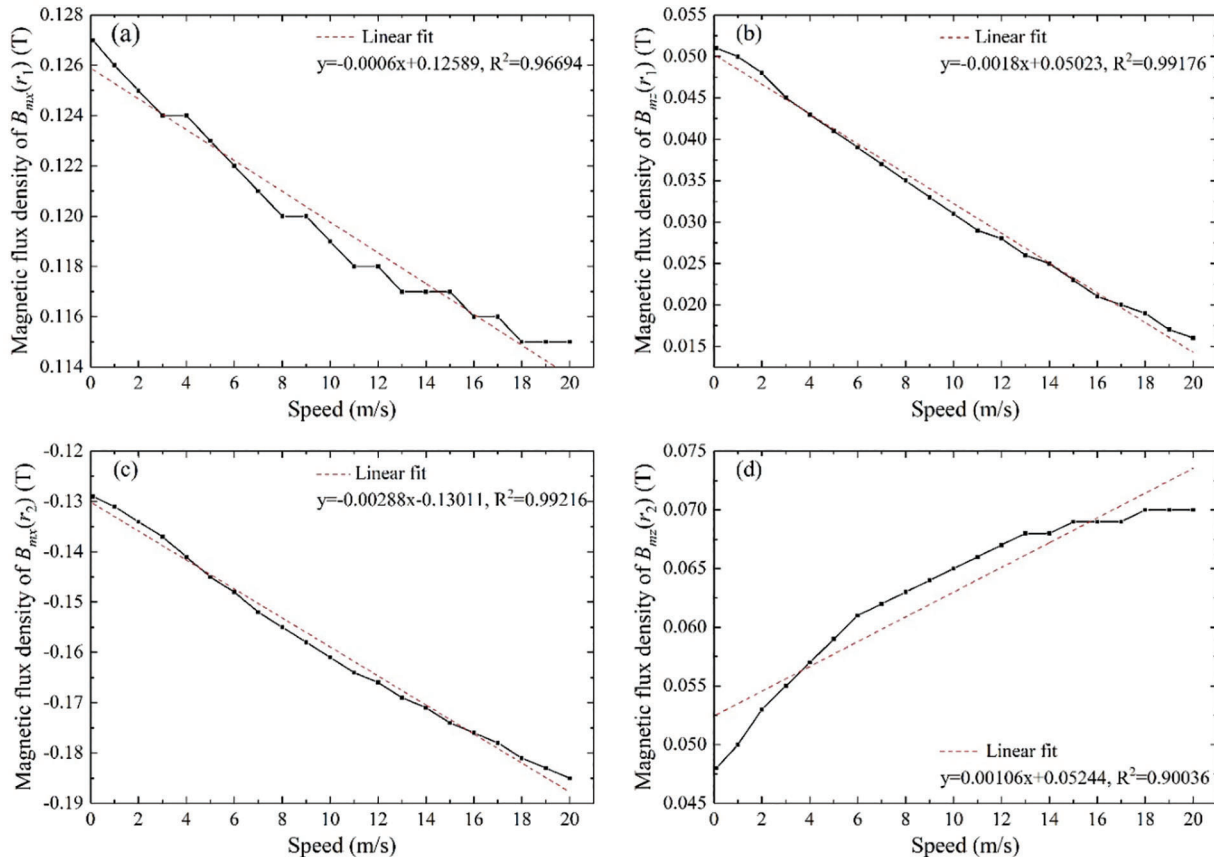 (a)
Linear fit
y=-0.0006x+0.12589, R²=0.96694
Magnetic flux density of Bmx(r1) (T)
0.128
0.126
0.124
0.122
0.120
0.118
0.116
0.114
0 2 4 6 8 10 12 14 16 18 20
Speed (m/s)
(b)
Linear fit
y=-0.0018x+0.05023, R²=0.99176
Magnetic flux density of Bmz(r1) (T)
0.055
0.050
0.045
0.040
0.035
0.030
0.025
0.020
0.015
0 2 4 6 8 10 12 14 16 18 20
Speed (m/s)
(c)
Linear fit
y=-0.00288x-0.13011, R²=0.99216
Magnetic flux density of Bmx(r2) (T)
-0.12
-0.13
-0.14
-0.15
-0.16
-0.17
-0.18
-0.19
0 2 4 6 8 10 12 14 16 18 20
Speed (m/s)
(d)
Magnetic flux density of Bmz(r2) (T)
0.075
0.070
0.065
0.060
0.055
0.050
0.045
Linear fit
y=0.00106x+0.05244, R²=0.90036
0 2 4 6 8 10 12 14 16 18 20
Speed (m/s)